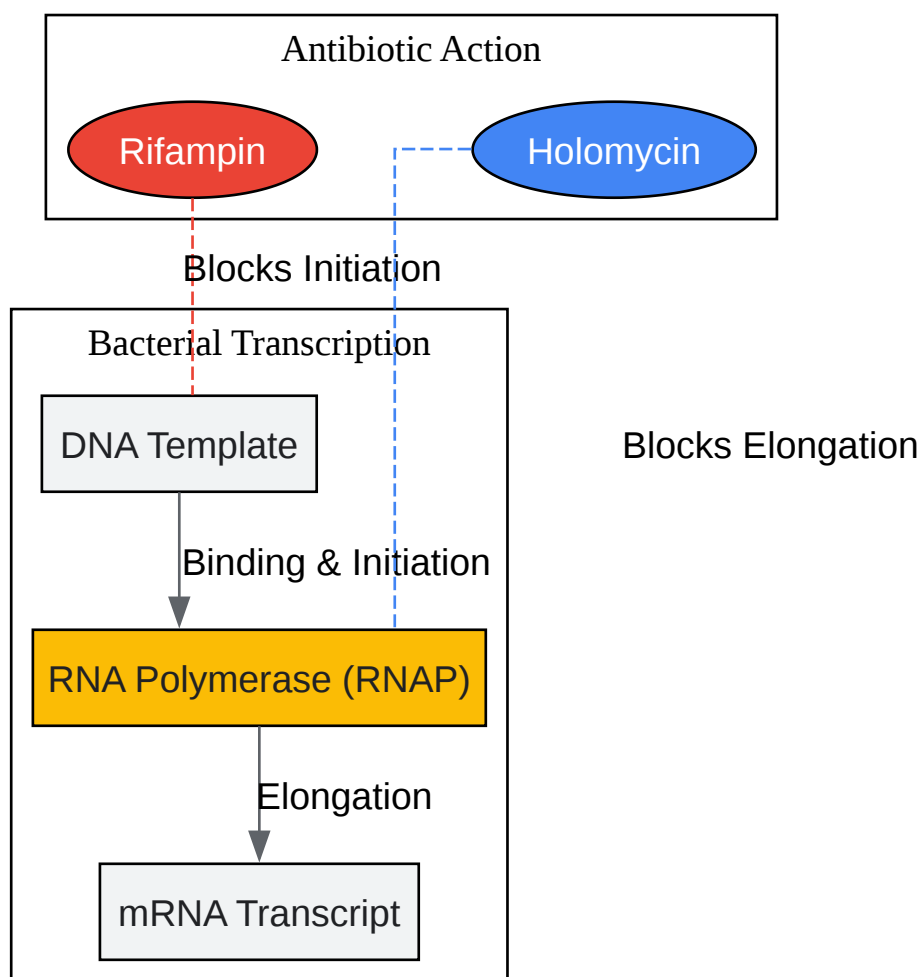 Antibiotic Action
Rifampin
Holomycin
Blocks Initiation
Bacterial Transcription
DNA Template
Blocks Elongation
Binding & Initiation
RNA Polymerase (RNAP)
Elongation
mRNA Transcript